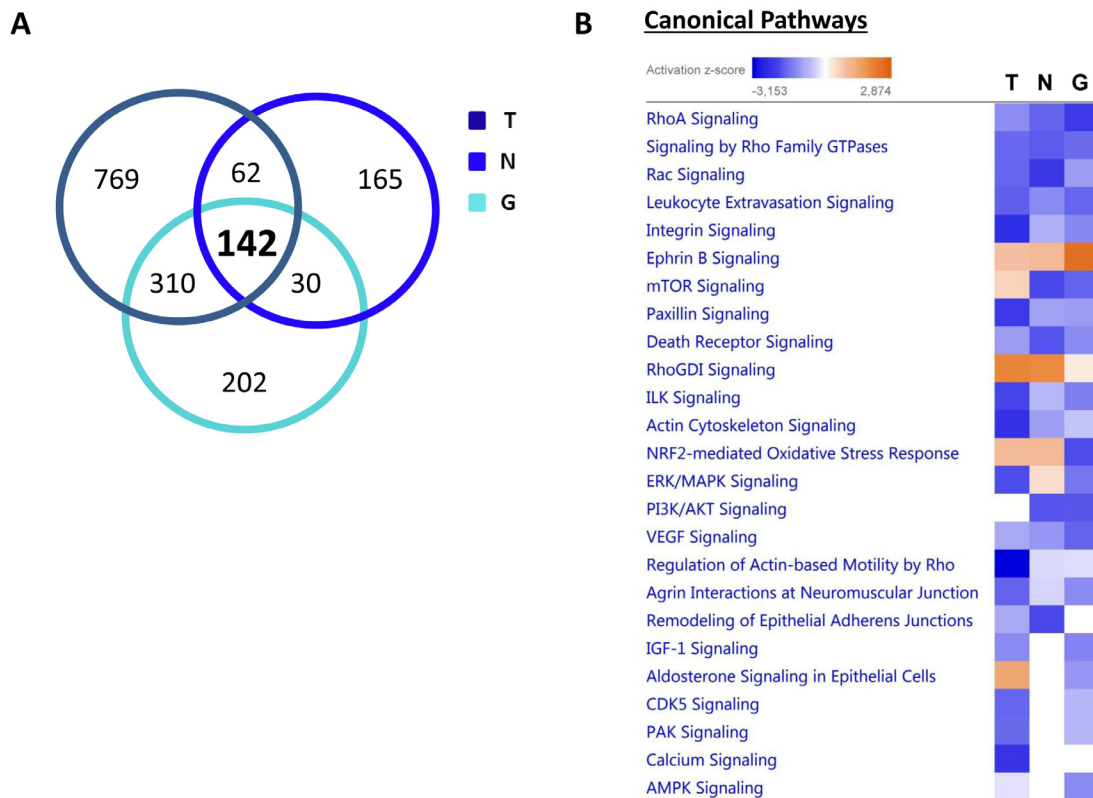 A
769
62
165
142
310
30
202
T
N
G
B
Canonical Pathways
Activation z-score
-3,153
2,874
T N G
RhoA Signaling
Signaling by Rho Family GTPases
Rac Signaling
Leukocyte Extravasation Signaling
Integrin Signaling
Ephrin B Signaling
mTOR Signaling
Paxillin Signaling
Death Receptor Signaling
RhoGDI Signaling
ILK Signaling
Actin Cytoskeleton Signaling
NRF2-mediated Oxidative Stress Response
ERK/MAPK Signaling
PI3K/AKT Signaling
VEGF Signaling
Regulation of Actin-based Motility by Rho
Agrin Interactions at Neuromuscular Junction
Remodeling of Epithelial Adherens Junctions
IGF-1 Signaling
Aldosterone Signaling in Epithelial Cells
CDK5 Signaling
PAK Signaling
Calcium Signaling
AMPK Signaling